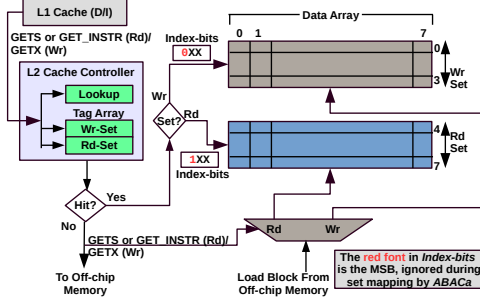 L1 Cache (D/I)
GETS or GET_INSTR (Rd)/
GETX (Wr)
L2 Cache Controller
Lookup
Tag Array
Wr-Set
Rd-Set
Hit?
Yes
No
GETS or GET_INSTR (Rd)/
GETX (Wr)
To Off-chip
Memory
Index-bits
0XX
Wr
Set?
Rd
1XX
Index-bits
Data Array
0 1 7
0
3
Wr
Set
4
7
Rd
Set
Rd Wr
Load Block From
Off-chip Memory
The red font in Index-bits
is the MSB, ignored during
set mapping by ABACa